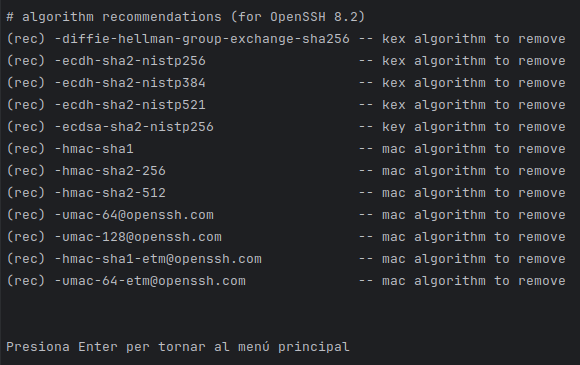 # algorithm recommendations (for OpenSSH 8.2)
(rec) -diffie-hellman-group-exchange-sha256 -- kex algorithm to remove
(rec) -ecdh-sha2-nistp256                   -- kex algorithm to remove
(rec) -ecdh-sha2-nistp384                   -- kex algorithm to remove
(rec) -ecdh-sha2-nistp521                   -- kex algorithm to remove
(rec) -ecdsa-sha2-nistp256                  -- key algorithm to remove
(rec) -hmac-sha1                            -- mac algorithm to remove
(rec) -hmac-sha2-256                        -- mac algorithm to remove
(rec) -hmac-sha2-512                        -- mac algorithm to remove
(rec) -umac-64@openssh.com                  -- mac algorithm to remove
(rec) -umac-128@openssh.com                 -- mac algorithm to remove
(rec) -hmac-sha1-etm@openssh.com            -- mac algorithm to remove
(rec) -umac-64-etm@openssh.com              -- mac algorithm to remove
Presiona Enter per tornar al menú principal